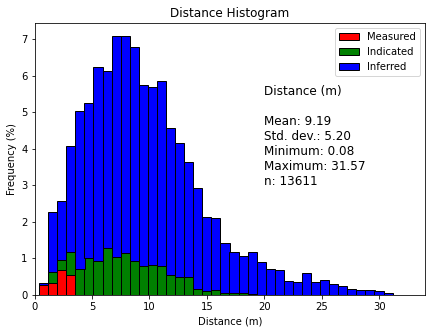 Distance Histogram
Measured
Indicated
Inferred
Distance (m)
Mean: 9.19
Std. dev.: 5.20
Minimum: 0.08
Maximum: 31.57
n: 13611
Frequency (%)
7
6
5
4
3
2
1
0
0 5 10 15 20 25 30
Distance (m)